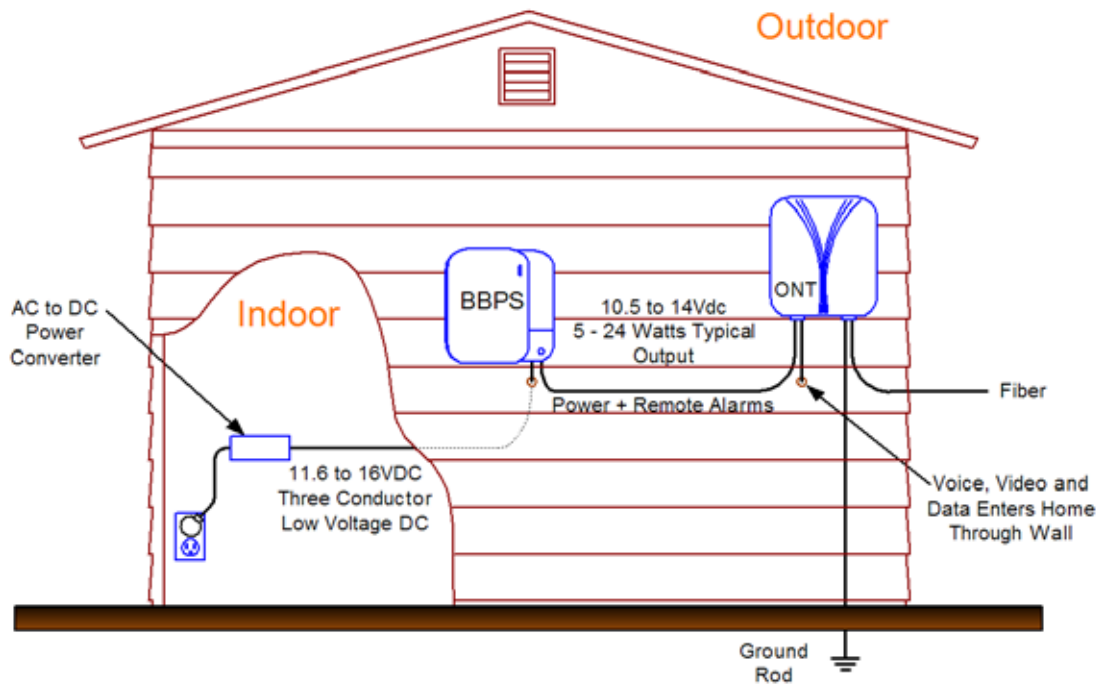 Outdoor
Indoor
AC to DC
Power
Converter
BBPS
10.5 to 14Vdc
5 - 24 Watts Typical
Output
ONT
Power + Remote Alarms
Fiber
11.6 to 16VDC
Three Conductor
Low Voltage DC
Voice, Video and
Data Enters Home
Through Wall
Ground
Rod